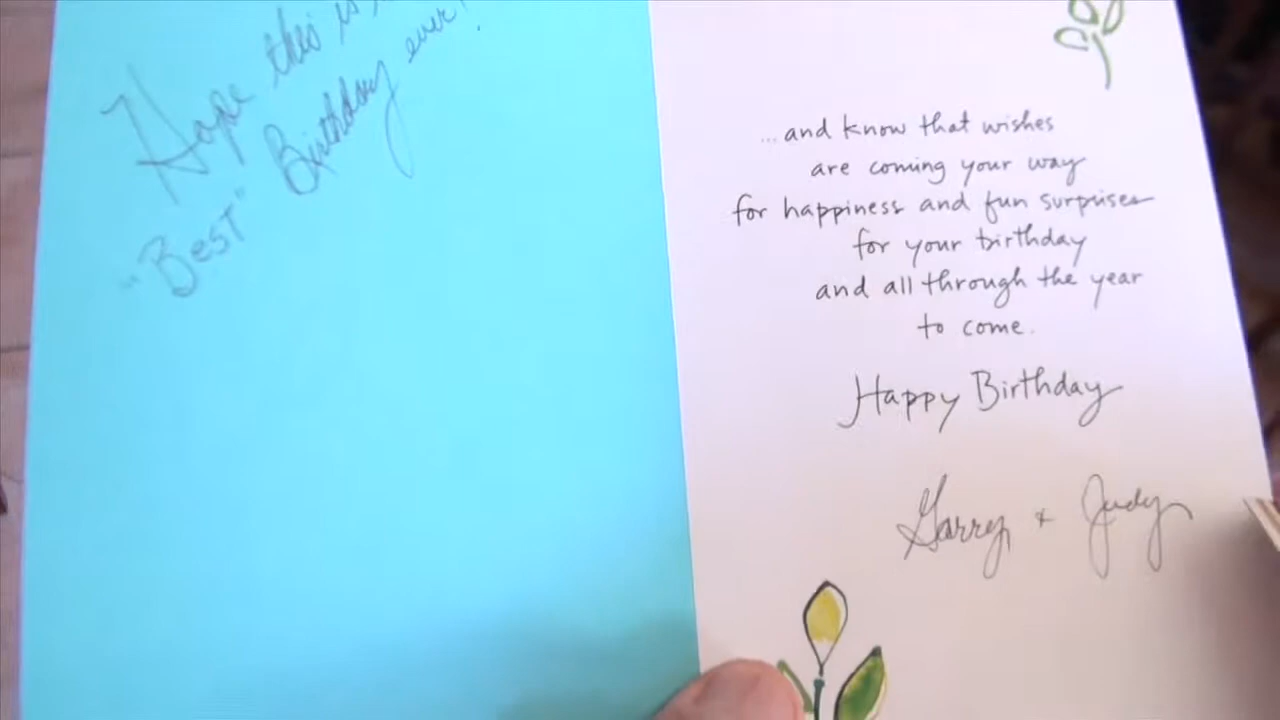 Hope this is
"Best" Birthday ever!
...and know that wishes
are coming your way
for happiness and fun surprises
for your birthday
and all through the year
to come.
Happy Birthday
Garry & Judy